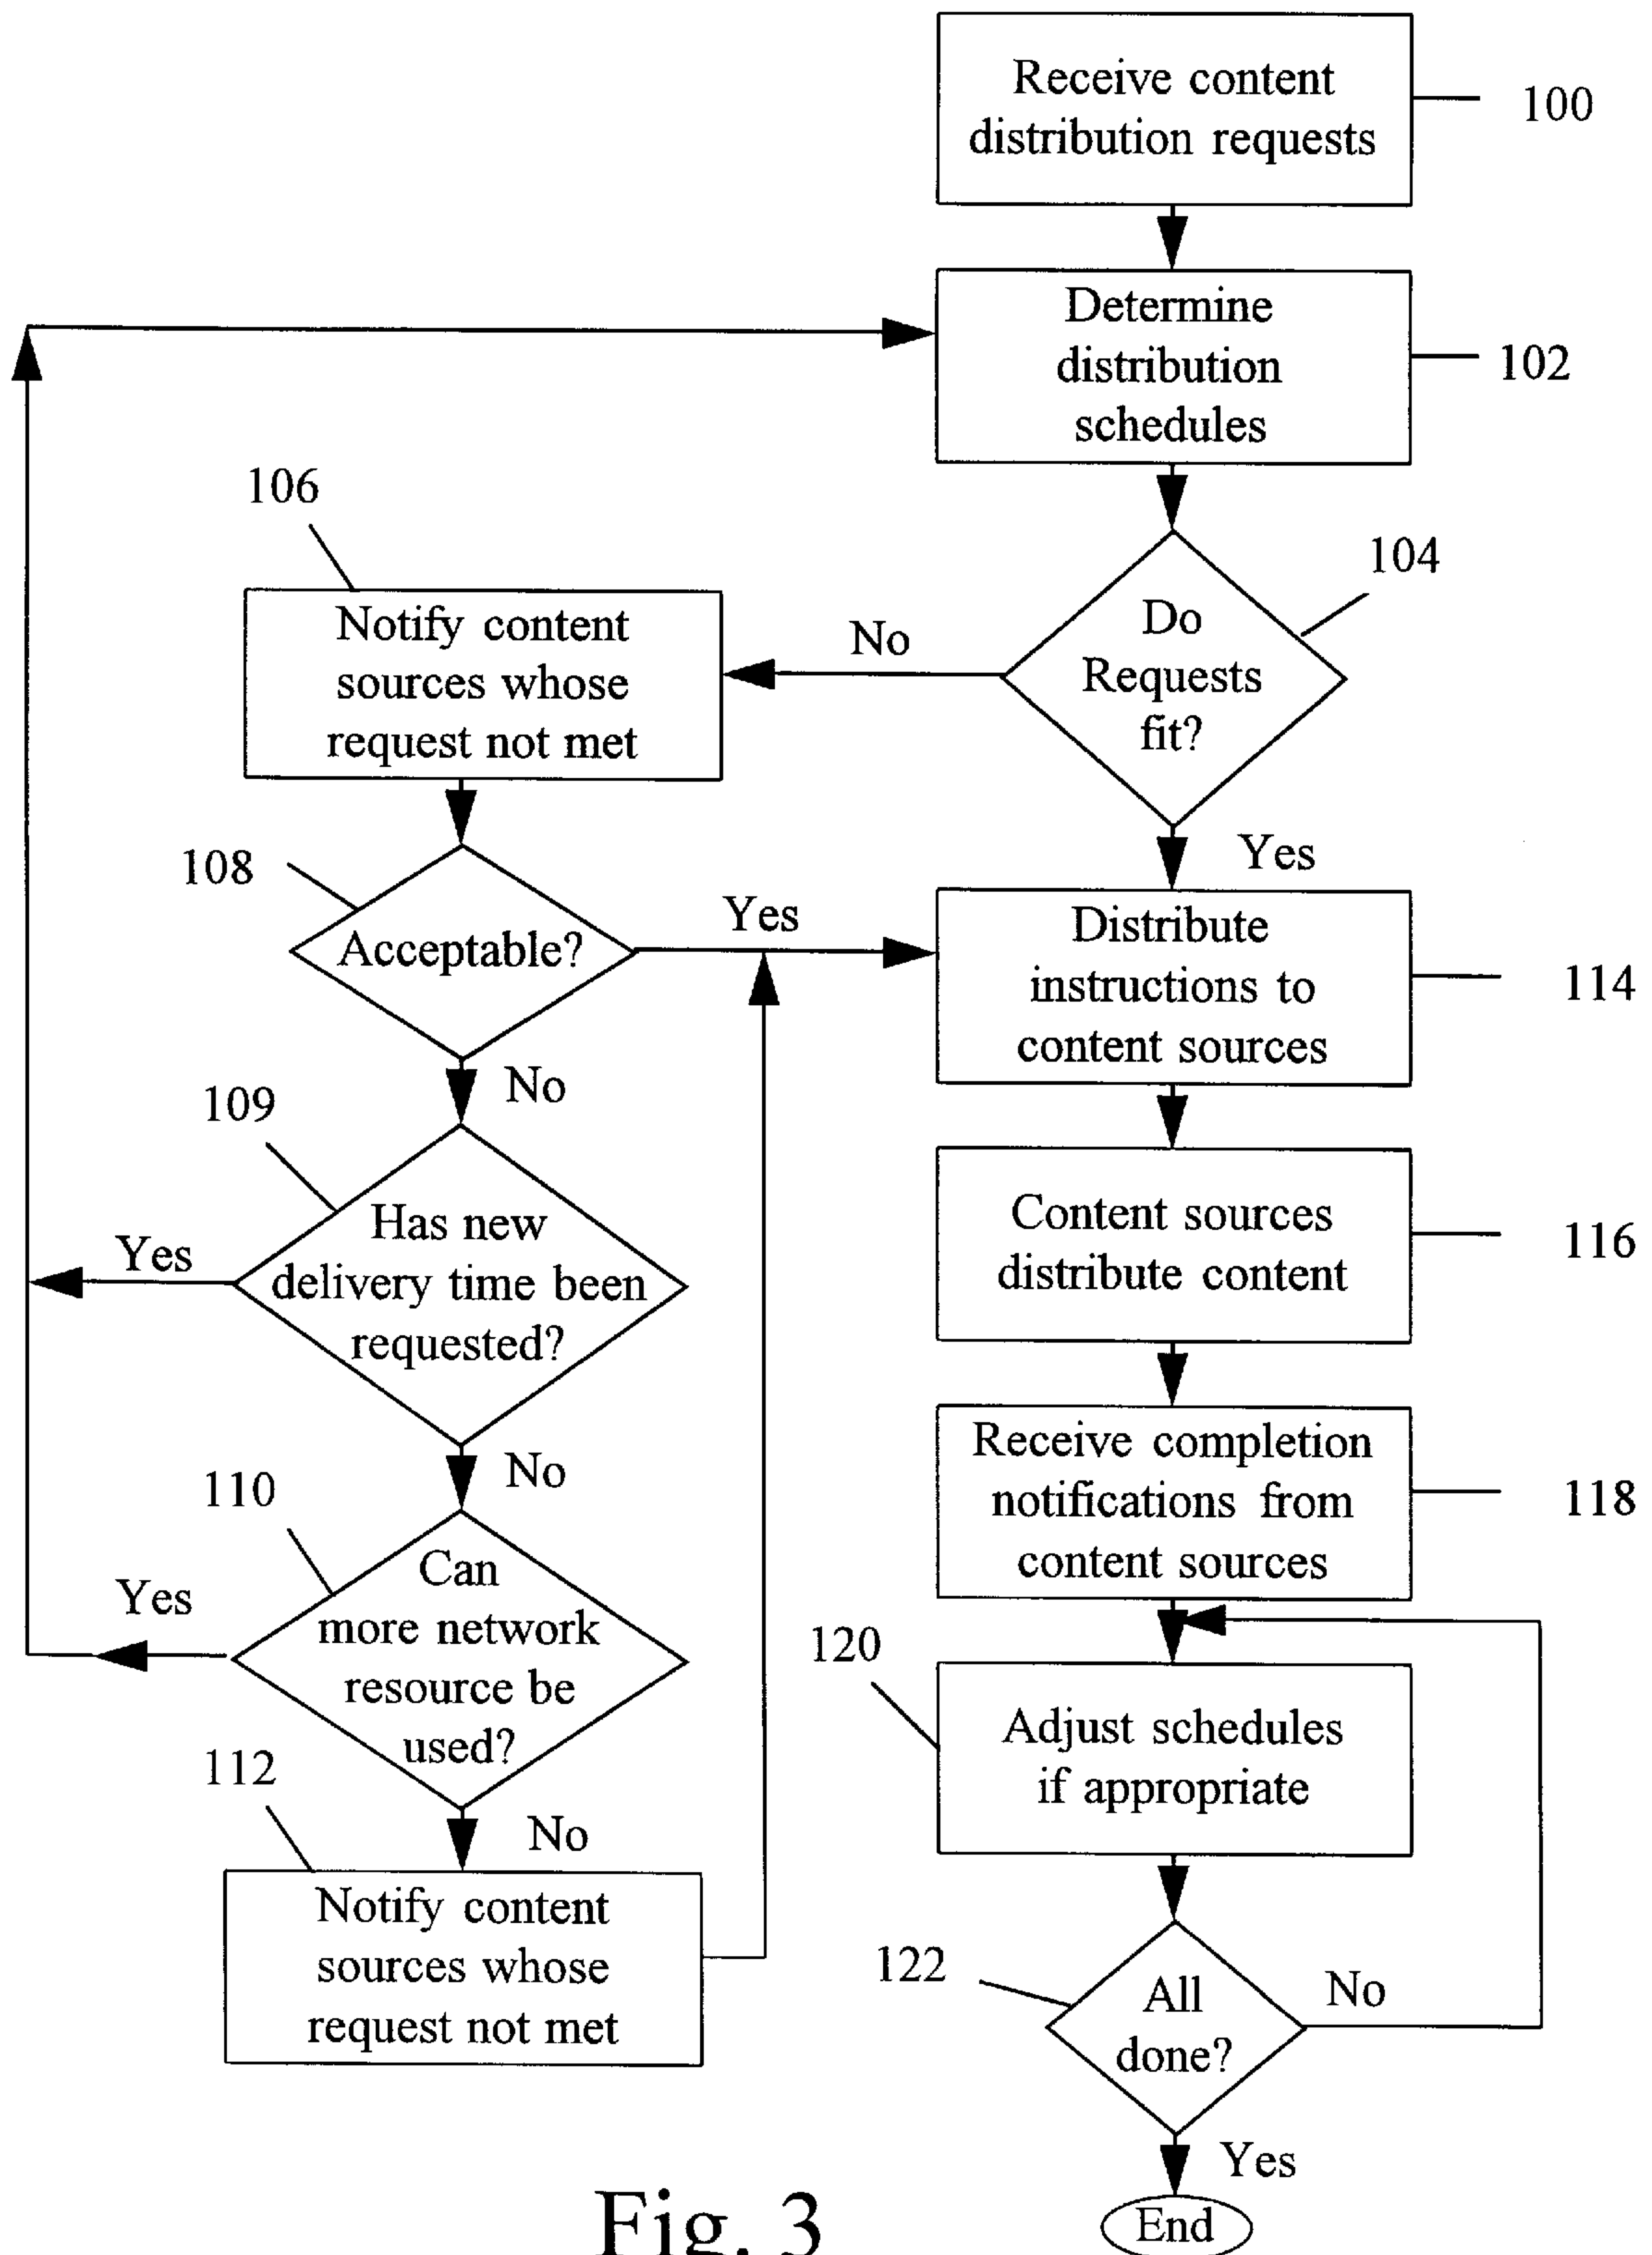 Receive content
distribution requests
100
Determine
distribution
schedules
102
106
104
Do
Requests
fit?
No
Notify content
sources whose
request not met
Yes
108
Acceptable?
Yes
Distribute
instructions to
content sources
114
No
109
Has new
delivery time been
requested?
Yes
Content sources
distribute content
116
No
110
Can
more network
resource be
used?
Yes
Receive completion
notifications from
content sources
118
120
Adjust schedules
if appropriate
112
No
Notify content
sources whose
request not met
122
All
done?
No
Yes
End
Fig. 3